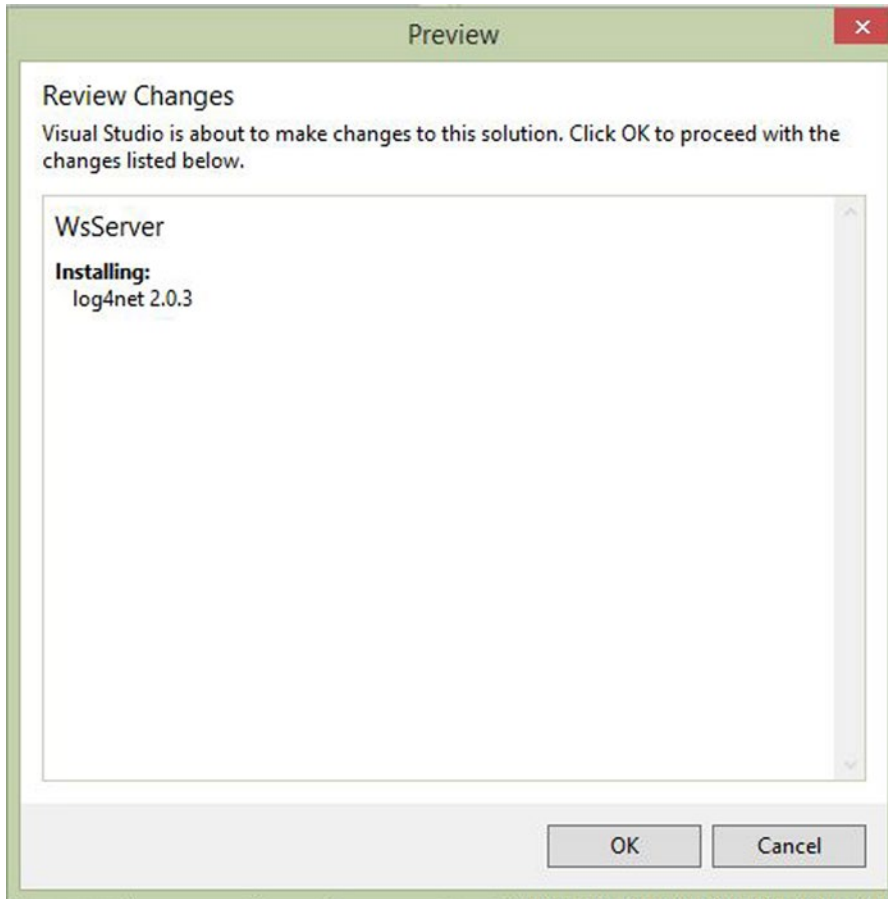 Preview
Review Changes
Visual Studio is about to make changes to this solution. Click OK to proceed with the
changes listed below.
WsServer
Installing:
log4net 2.0.3
OK
Cancel